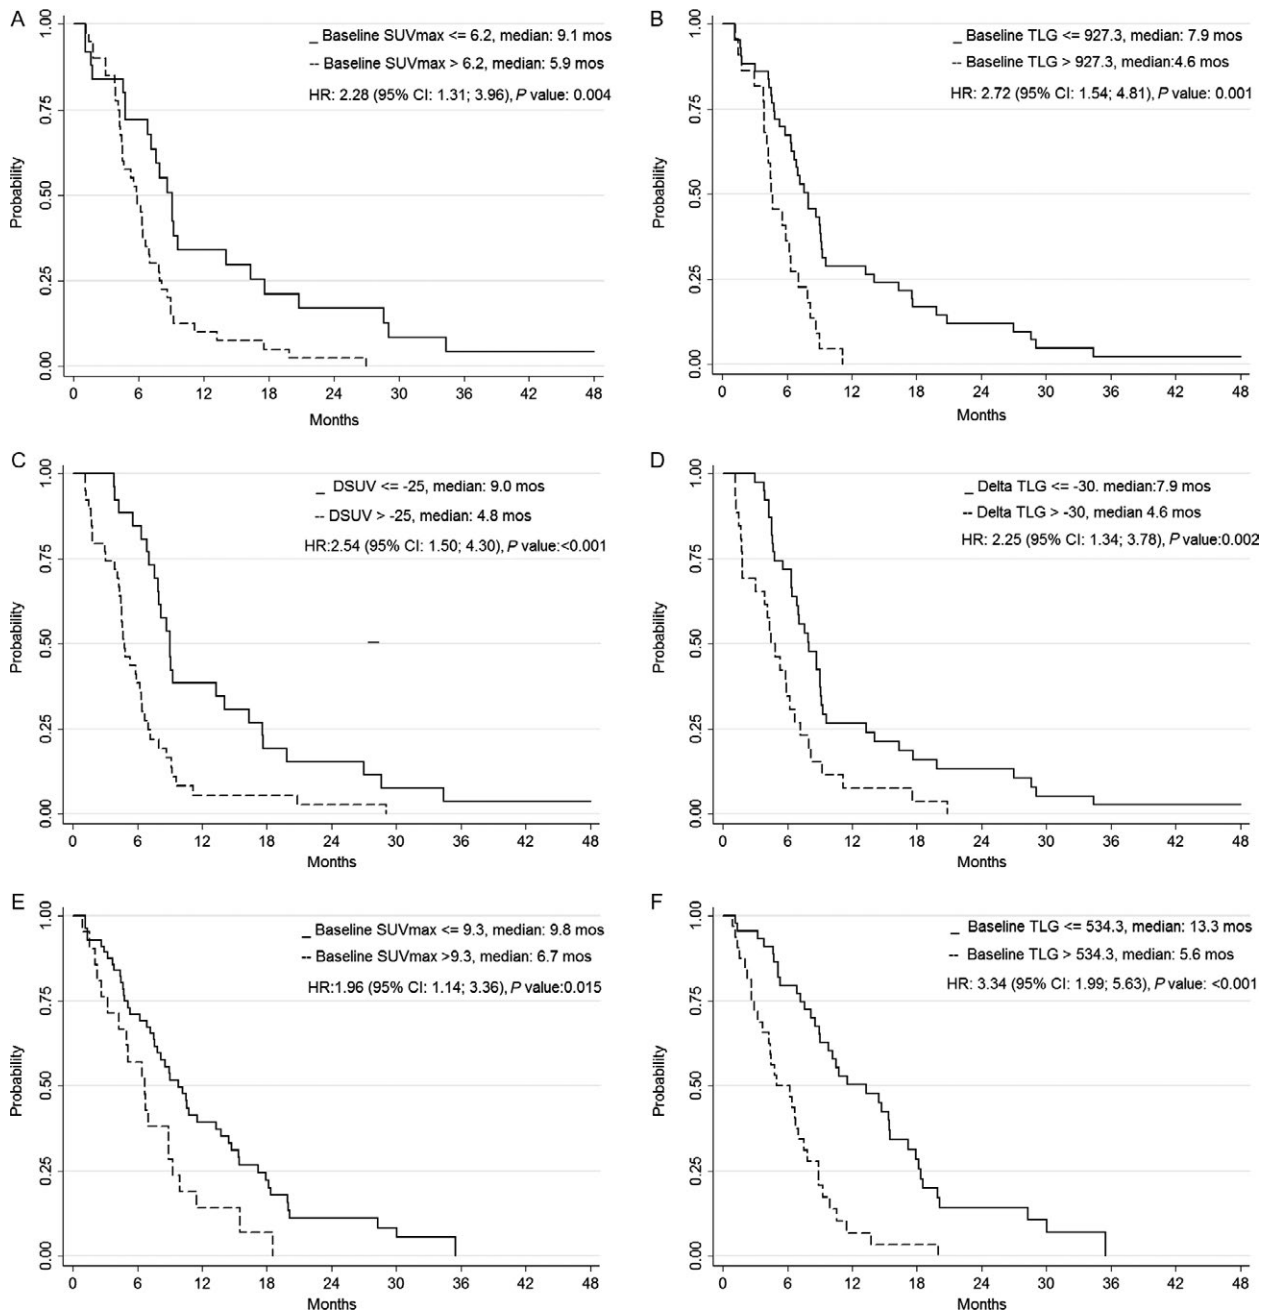 A
1.00
0.75
0.50
0.25
0.00
Probability
_ Baseline SUVmax <= 6.2, median: 9.1 mos
-- Baseline SUVmax > 6.2, median: 5.9 mos
HR: 2.28 (95% CI: 1.31; 3.96), P value: 0.004
0 6 12 18 24 30 36 42 48
Months
B
1.00
0.75
0.50
0.25
0.00
Probability
_ Baseline TLG <= 927.3, median: 7.9 mos
-- Baseline TLG > 927.3, median:4.6 mos
HR: 2.72 (95% CI: 1.54; 4.81), P value: 0.001
0 6 12 18 24 30 36 42 48
Months
C
1.00
0.75
0.50
0.25
0.00
Probability
_ DSUV <= -25, median: 9.0 mos
-- DSUV > -25, median: 4.8 mos
HR:2.54 (95% CI: 1.50; 4.30), P value:<0.001
0 6 12 18 24 30 36 42 48
Months
D
1.00
0.75
0.50
0.25
0.00
Probability
_ Delta TLG <= -30. median:7.9 mos
-- Delta TLG > -30, median 4.6 mos
HR: 2.25 (95% CI: 1.34; 3.78), P value:0.002
0 6 12 18 24 30 36 42 48
Months
E
1.00
0.75
0.50
0.25
0.00
Probability
_ Baseline SUVmax <= 9.3, median: 9.8 mos
-- Baseline SUVmax >9.3, median: 6.7 mos
HR:1.96 (95% CI: 1.14; 3.36), P value:0.015
0 6 12 18 24 30 36 42 48
Months
F
1.00
0.75
0.50
0.25
0.00
Probability
_ Baseline TLG <= 534.3, median: 13.3 mos
-- Baseline TLG > 534.3, median: 5.6 mos
HR: 3.34 (95% CI: 1.99; 5.63), P value: <0.001
0 6 12 18 24 30 36 42 48
Months